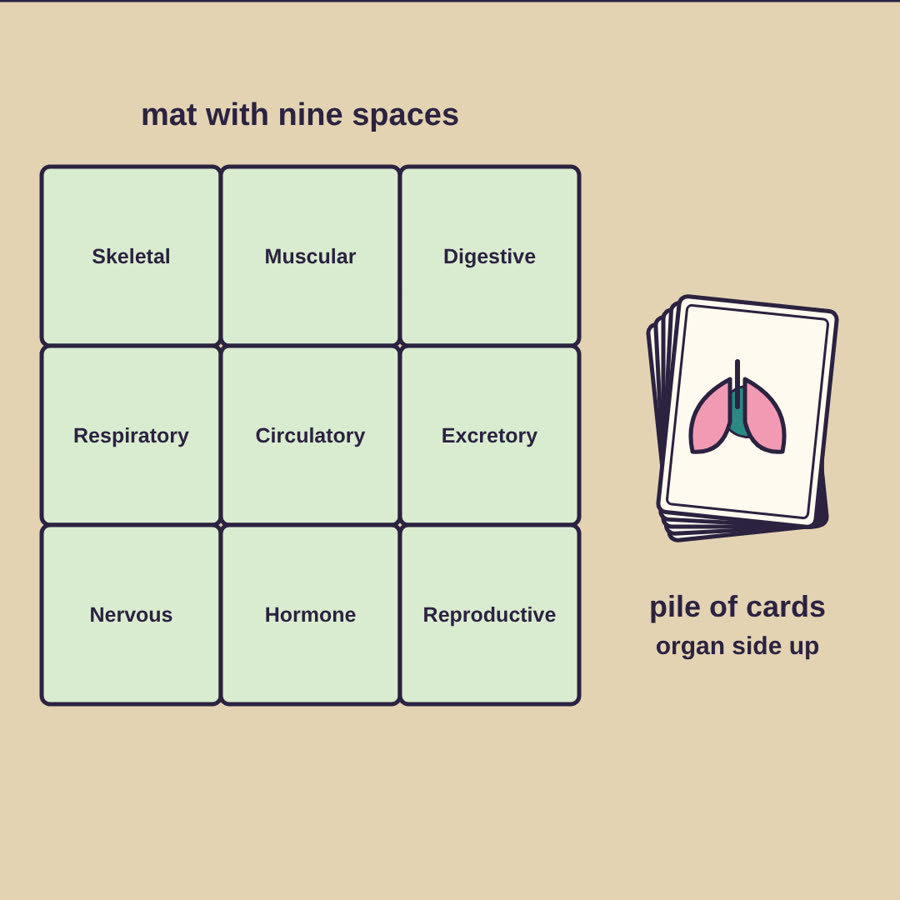 mat with nine spaces
Skeletal
Muscular
Digestive
Respiratory
Circulatory
Excretory
Nervous
Hormone
Reproductive
pile of cards
organ side up